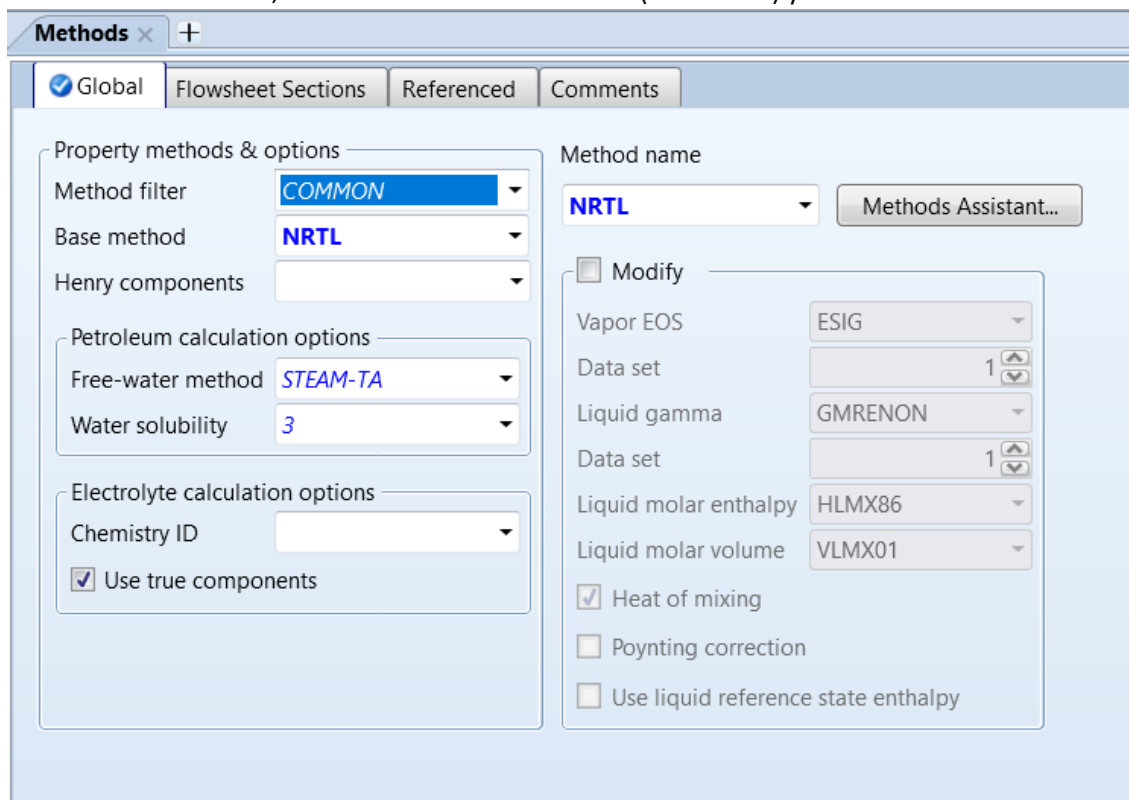 Methods
Global Flowsheet Sections Referenced Comments
Property methods & options
Method filter COMMON
Base method NRTL
Henry components
Petroleum calculation options
Free-water method STEAM-TA
Water solubility 3
Electrolyte calculation options
Chemistry ID
Use true components
Method name
NRTL Methods Assistant...
Modify
Vapor EOS ESIG
Data set 1
Liquid gamma GMRENON
Data set 1
Liquid molar enthalpy HLMX86
Liquid molar volume VLMX01
Heat of mixing
Poynting correction
Use liquid reference state enthalpy